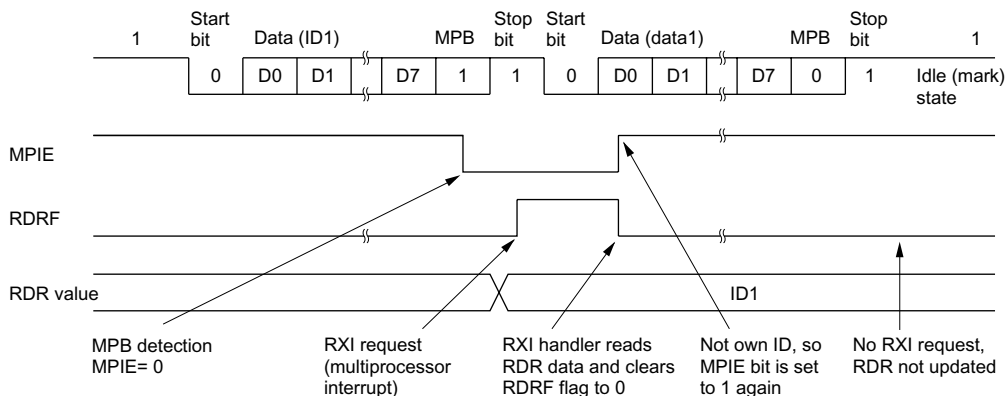 1 Start bit Data (ID1) MPB Stop bit Start bit Data (data1) MPB Stop bit 1
0 D0 D1 D7 1 1 0 D0 D1 D7 0 1 Idle (mark) state
MPIE
RDRF
RDR value
ID1
MPB detection
MPIE= 0
RXI request
(multiprocessor
interrupt)
RXI handler reads
RDR data and clears
RDRF flag to 0
Not own ID, so
MPIE bit is set
to 1 again
No RXI request,
RDR not updated